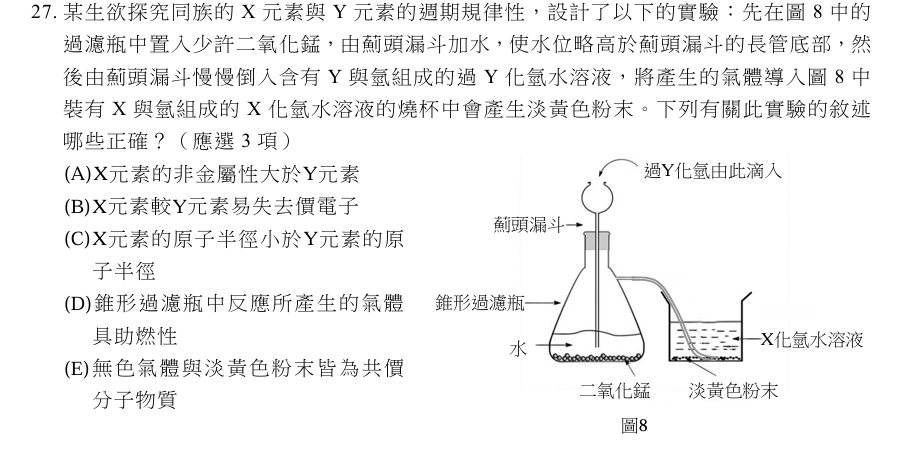 27. 某生欲探究同族的 X 元素與 Y 元素的週期規律性，設計了以下的實驗：先在圖 8 中的
過濾瓶中置入少許二氧化錳，由薊頭漏斗加水，使水位略高於薊頭漏斗的長管底部，然
後由薊頭漏斗慢慢倒入含有 Y 與氫組成的過 Y 化氫水溶液，將產生的氣體導入圖 8 中
裝有 X 與氫組成的 X 化氫水溶液的燒杯中會產生淡黃色粉末。下列有關此實驗的敘述
哪些正確？（應選 3 項）
(A)X元素的非金屬性大於Y元素
(B)X元素較Y元素易失去價電子
(C)X元素的原子半徑小於Y元素的原
子半徑
(D)錐形過濾瓶中反應所產生的氣體
具助燃性
(E)無色氣體與淡黃色粉末皆為共價
分子物質
過Y化氫由此滴入
薊頭漏斗
錐形過濾瓶
水
X化氫水溶液
二氧化錳
淡黃色粉末
圖8